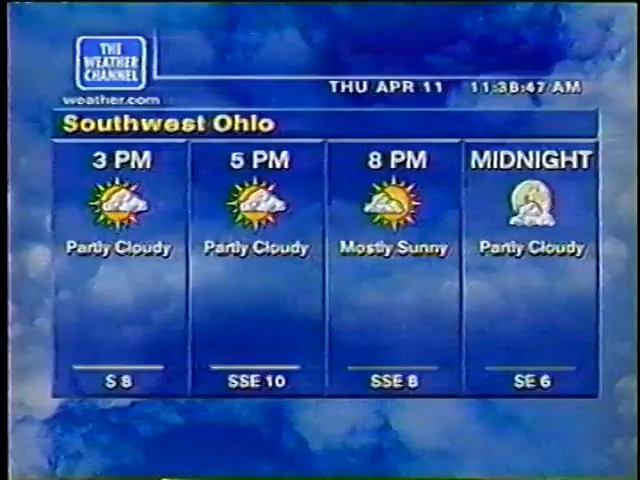 THE
WEATHER
CHANNEL
weather.com
THU APR 11 11:38:47 AM
Southwest Ohio
3 PM 5 PM 8 PM MIDNIGHT
Partly Cloudy Partly Cloudy Mostly Sunny Partly Cloudy
S 8 SSE 10 SSE 8 SE 6